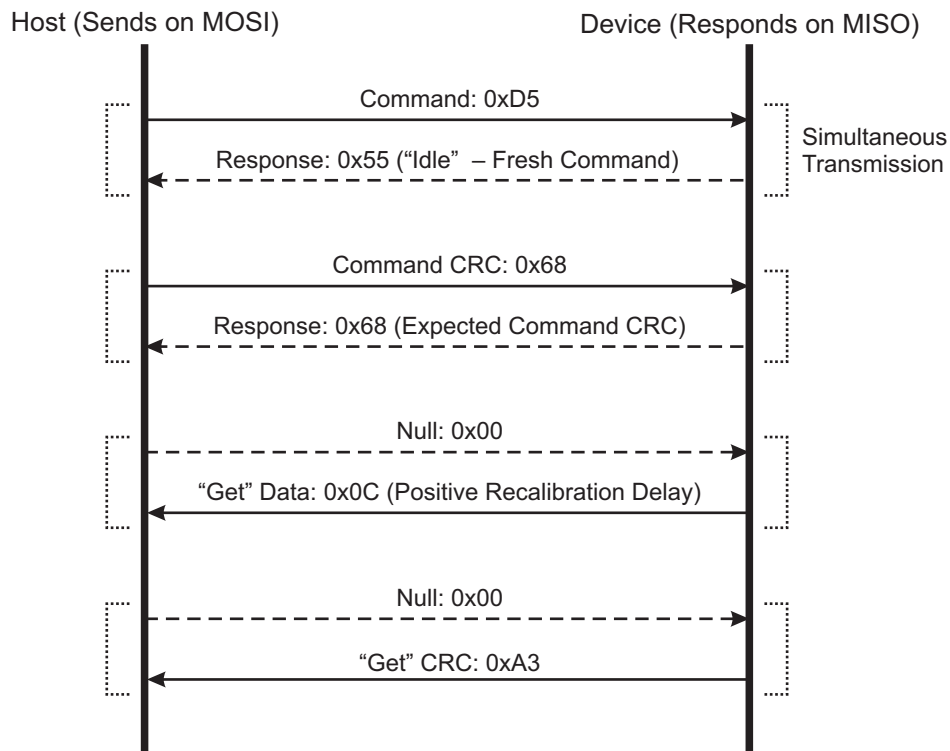 Host (Sends on MOSI)
Device (Responds on MISO)
Command: 0xD5
Simultaneous
Transmission
Response: 0x55 (“Idle” – Fresh Command)
Command CRC: 0x68
Response: 0x68 (Expected Command CRC)
Null: 0x00
“Get” Data: 0x0C (Positive Recalibration Delay)
Null: 0x00
“Get” CRC: 0xA3